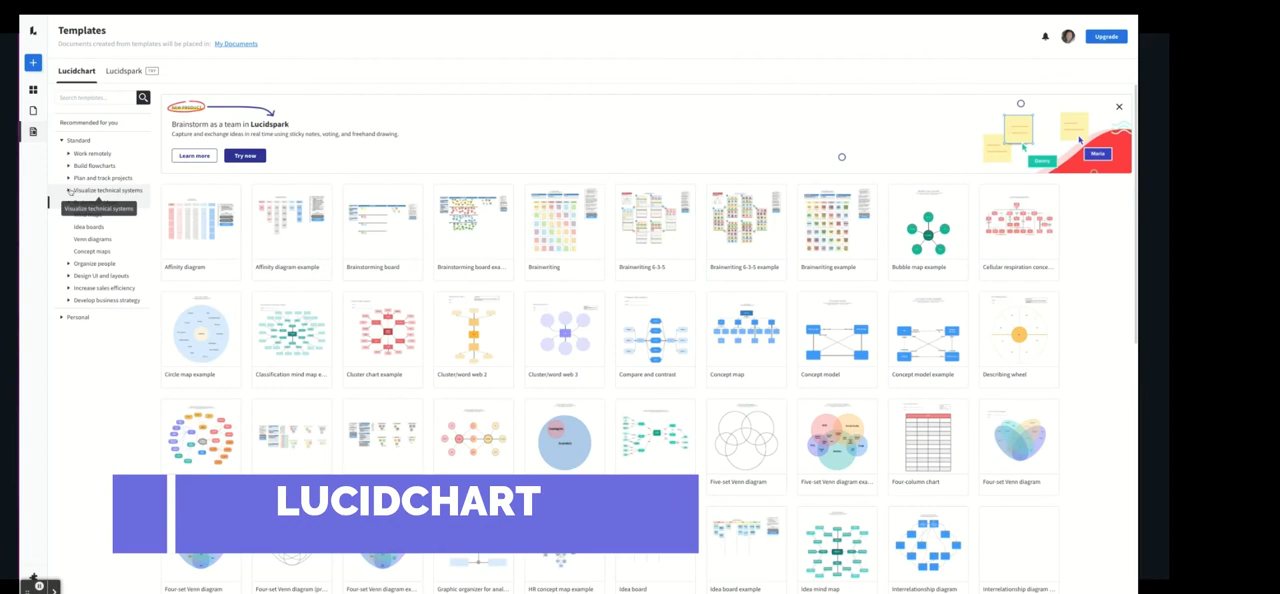 Templates
Documents created from templates will be placed in: My Documents
Upgrade
Lucidchart
Lucidspark
Search templates...
Recommended for you
Standard
Work remotely
Build flowcharts
Plan and track projects
Visualize technical systems
Visualize technical systems
Idea boards
Venn diagrams
Concept maps
Organize people
Design UI and layouts
Increase sales efficiency
Develop business strategy
Personal
Brainstorm as a team in Lucidspark
Capture and exchange ideas in real time using sticky notes, voting, and freehand drawing.
Learn more
Try now
Danny
Maria
Affinity diagram
Affinity diagram example
Brainstorming board
Brainstorming board exa...
Brainwriting
Brainwriting 6-3-5
Brainwriting 6-3-5 example
Brainwriting example
Bubble map example
Cellular respiration conce...
Circle map example
Classification mind map e...
Cluster chart example
Cluster/word web 2
Cluster/word web 3
Compare and contrast
Concept map
Concept model
Concept model example
Describing wheel
Five-set Venn diagram
Five-set Venn diagram exa...
Four-column chart
Four-set Venn diagram
LUCIDCHART
Four-set Venn diagram
Four-set Venn diagram (pr...
Four-set Venn diagram ex...
Graphic organizer for anal...
HR concept map example
Idea board
Idea board example
Idea mind map
Interrelationship diagram
Interrelationship diagram ...